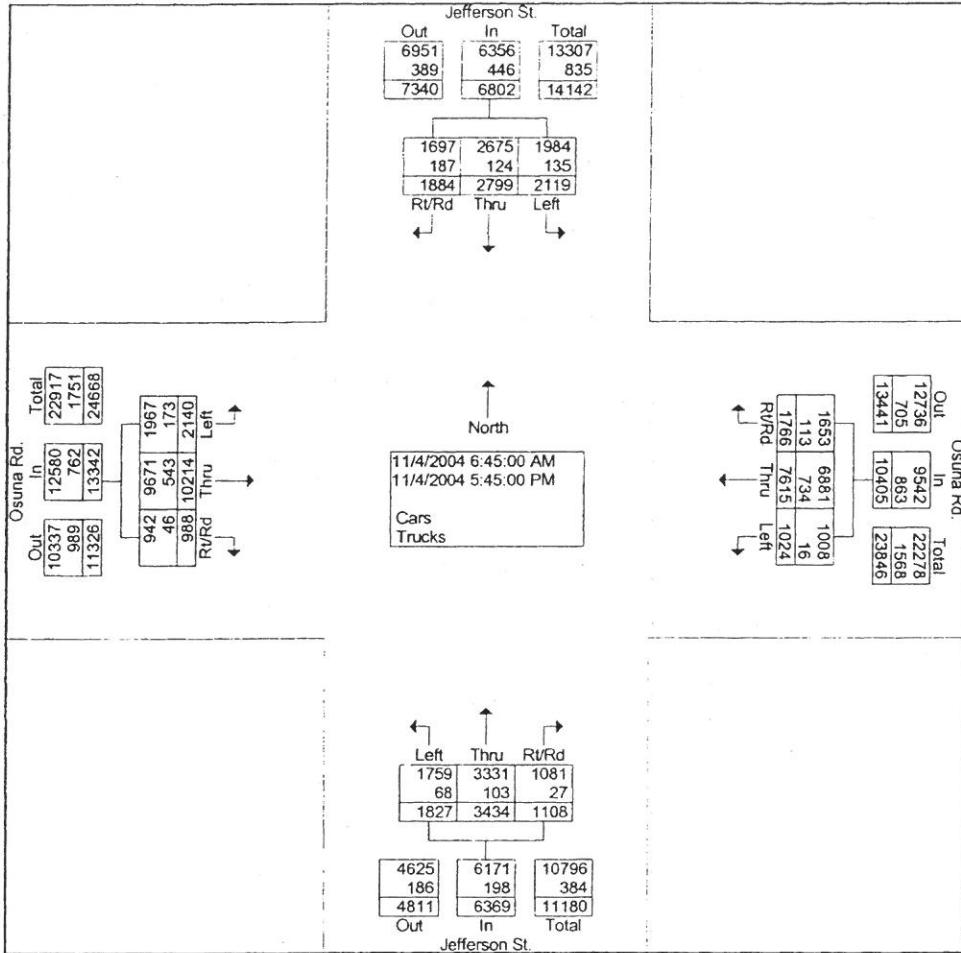 Jefferson St.
Out In Total
6951 6356 13307
389 446 835
7340 6802 14142
1697 2675 1984
187 124 135
1884 2799 2119
Rt/Rd Thru Left
Osuna Rd.
Total In Out
22917 12580 10337
1751 762 989
24668 13342 11326
1967 9671 942
173 543 46
2140 10214 988
Left Thru Rt/Rd
North
11/4/2004 6:45:00 AM
11/4/2004 5:45:00 PM
Cars
Trucks
Osuna Rd.
Out In Total
12736 9542 22278
705 863 1568
13441 10405 23846
1653 6881 1008
113 734 16
1766 7615 1024
Rt/Rd Thru Left
Left Thru Rt/Rd
1759 3331 1081
68 103 27
1827 3434 1108
4625 6171 10796
186 198 384
4811 6369 11180
Out In Total
Jefferson St.